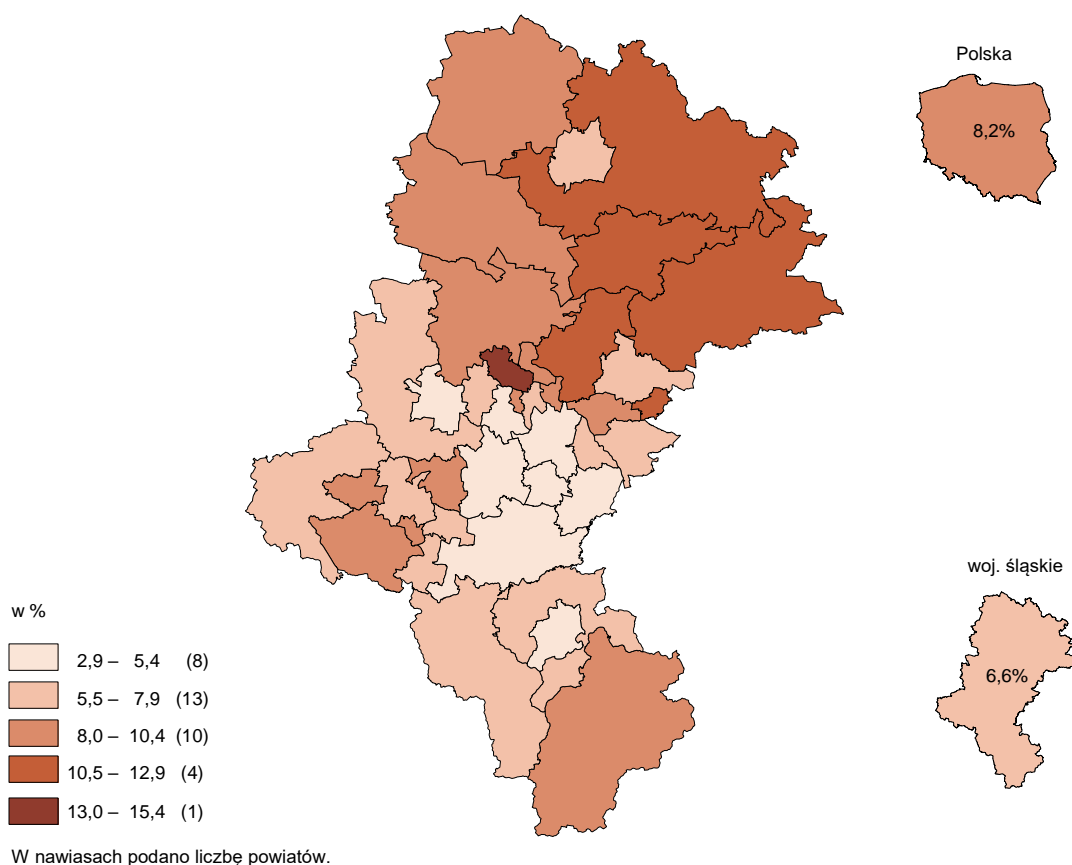 Polska
8,2%
woj. śląskie
6,6%
w %
2,9 – 5,4 (8)
5,5 – 7,9 (13)
8,0 – 10,4 (10)
10,5 – 12,9 (4)
13,0 – 15,4 (1)
W nawiasach podano liczbę powiatów.